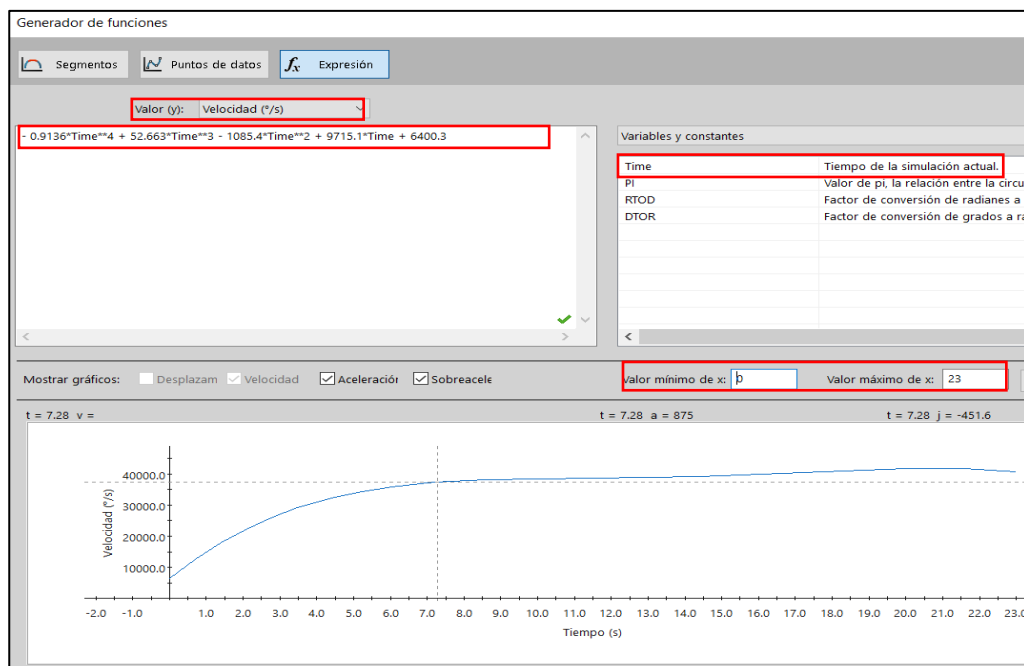 Generador de funciones
Segmentos Puntos de datos fx Expresión
Valor (y): Velocidad (°/s)
- 0.9136*Time**4 + 52.663*Time**3 - 1085.4*Time**2 + 9715.1*Time + 6400.3
Variables y constantes
Time Tiempo de la simulación actual.
PI Valor de pi, la relación entre la circu
RTOD Factor de conversión de radianes a
DTOR Factor de conversión de grados a ra
Mostrar gráficos: Desplazam Velocidad Aceleración Sobreacele Valor mínimo de x: 0 Valor máximo de x: 23
t = 7.28 v = t = 7.28 a = 875 t = 7.28 j = -451.6
Velocidad (°/s)
40000.0
30000.0
20000.0
10000.0
-2.0 -1.0 1.0 2.0 3.0 4.0 5.0 6.0 7.0 8.0 9.0 10.0 11.0 12.0 13.0 14.0 15.0 16.0 17.0 18.0 19.0 20.0 21.0 22.0 23.0
Tiempo (s)